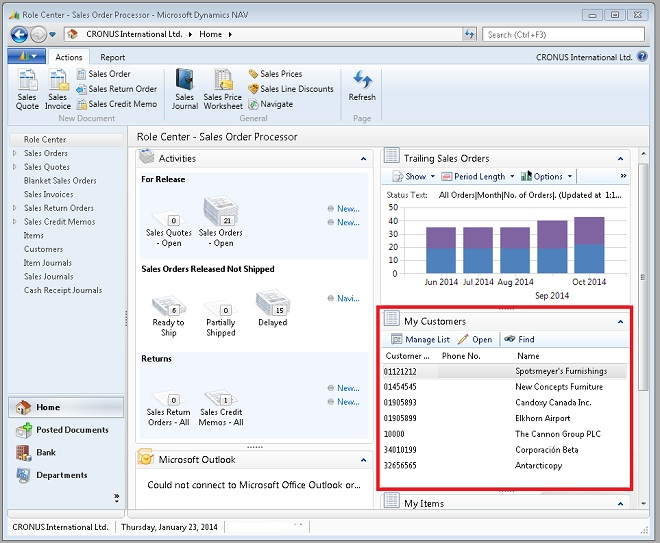 Role Center - Sales Order Processor - Microsoft Dynamics NAV
CRONUS International Ltd. Home
Search (Ctrl+F3)
Actions Report
CRONUS International Ltd.
Sales Quote
Sales Invoice
Sales Order
Sales Return Order
Sales Credit Memo
New Document
Sales Journal
Sales Price Worksheet
Sales Prices
Sales Line Discounts
Navigate
General
Refresh
Page
Role Center
Sales Orders
Sales Quotes
Blanket Sales Orders
Sales Invoices
Sales Return Orders
Sales Credit Memos
Items
Customers
Item Journals
Sales Journals
Cash Receipt Journals
Home
Posted Documents
Bank
Departments
»
Role Center - Sales Order Processor
Activities
For Release
0
Sales Quotes - Open
21
Sales Orders - Open
New...
New...
Sales Orders Released Not Shipped
6
Ready to Ship
0
Partially Shipped
15
Delayed
Navi...
Returns
0
Sales Return Orders - All
1
Sales Credit Memos - All
New...
New...
Microsoft Outlook
Could not connect to Microsoft Office Outlook or...
Trailing Sales Orders
Show Period Length Options »
Status Text: All Orders|Month|No. of Orders|. (Updated at 1:1...
50
40
30
20
10
0
Jun 2014 Jul 2014 Aug 2014 Oct 2014
Sep 2014
My Customers
Manage List Open Find
Customer ... Phone No. Name
01121212 Spotsmeyer's Furnishings
01454545 New Concepts Furniture
01905893 Candoxy Canada Inc.
01905899 Elkhorn Airport
10000 The Cannon Group PLC
34010199 Corporación Beta
32656565 Antarcticopy
My Items
CRONUS International Ltd. Thursday, January 23, 2014